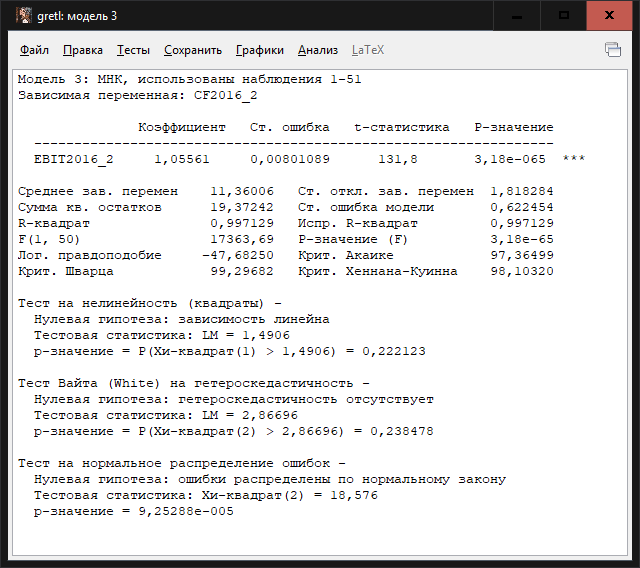 gretl: модель 3
Файл Правка Тесты Сохранить Графики Анализ LaTeX
Модель 3: МНК, использованы наблюдения 1-51
Зависимая переменная: CF2016_2
Коэффициент Ст. ошибка t-статистика P-значение
---------------------------------------------------------------
EBIT2016_2 1,05561 0,00801089 131,8 3,18e-065 ***
Среднее зав. перемен 11,36006 Ст. откл. зав. перемен 1,818284
Сумма кв. остатков 19,37242 Ст. ошибка модели 0,622454
R-квадрат 0,997129 Испр. R-квадрат 0,997129
F(1, 50) 17363,69 P-значение (F) 3,18e-65
Лог. правдоподобие -47,68250 Крит. Акаике 97,36499
Крит. Шварца 99,29682 Крит. Хеннана-Куинна 98,10320
Тест на нелинейность (квадраты) -
Нулевая гипотеза: зависимость линейна
Тестовая статистика: LM = 1,4906
р-значение = P(Хи-квадрат(1) > 1,4906) = 0,222123
Тест Вайта (White) на гетероскедастичность -
Нулевая гипотеза: гетероскедастичность отсутствует
Тестовая статистика: LM = 2,86696
р-значение = P(Хи-квадрат(2) > 2,86696) = 0,238478
Тест на нормальное распределение ошибок -
Нулевая гипотеза: ошибки распределены по нормальному закону
Тестовая статистика: Хи-квадрат(2) = 18,576
р-значение = 9,25288e-005